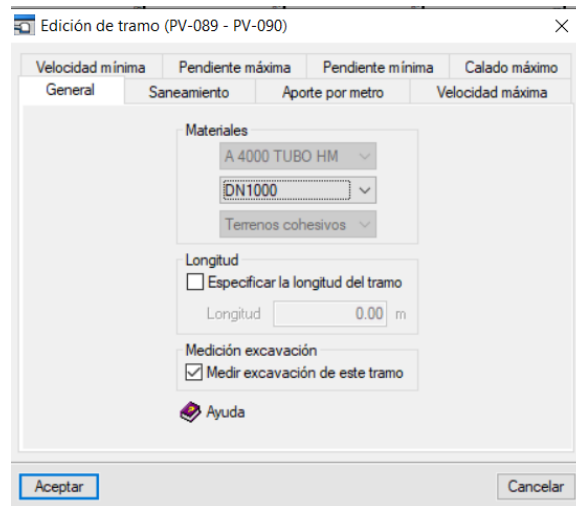 Edición de tramo (PV-089 - PV-090)
Velocidad mínima Pendiente máxima Pendiente mínima Calado máximo
General Saneamiento Aporte por metro Velocidad máxima
Materiales
A 4000 TUBO HM
DN1000
Terrenos cohesivos
Longitud
Especificar la longitud del tramo
Longitud 0.00 m
Medición excavación
Medir excavación de este tramo
Ayuda
Aceptar Cancelar